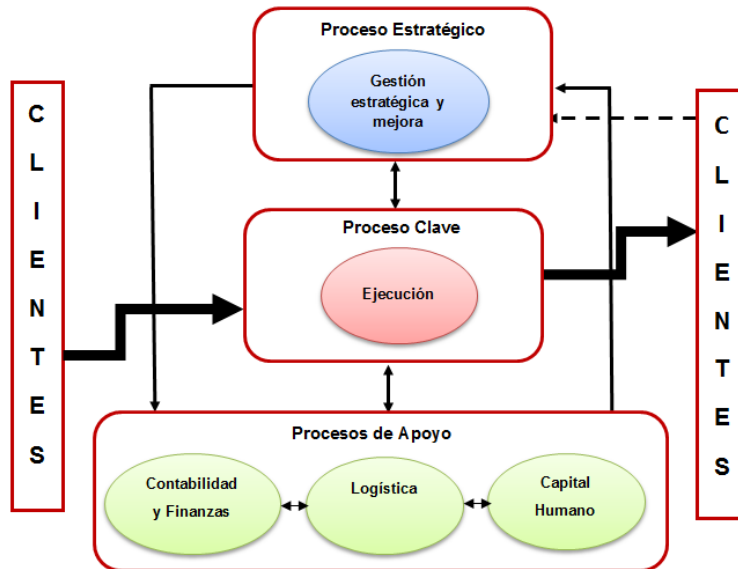 Proceso Estratégico
Gestión
estratégica y
mejora
C
L
I
E
N
T
E
S
Proceso Clave
Ejecución
Procesos de Apoyo
Contabilidad
y Finanzas
Logística
Capital
Humano
C
L
I
E
N
T
E
S